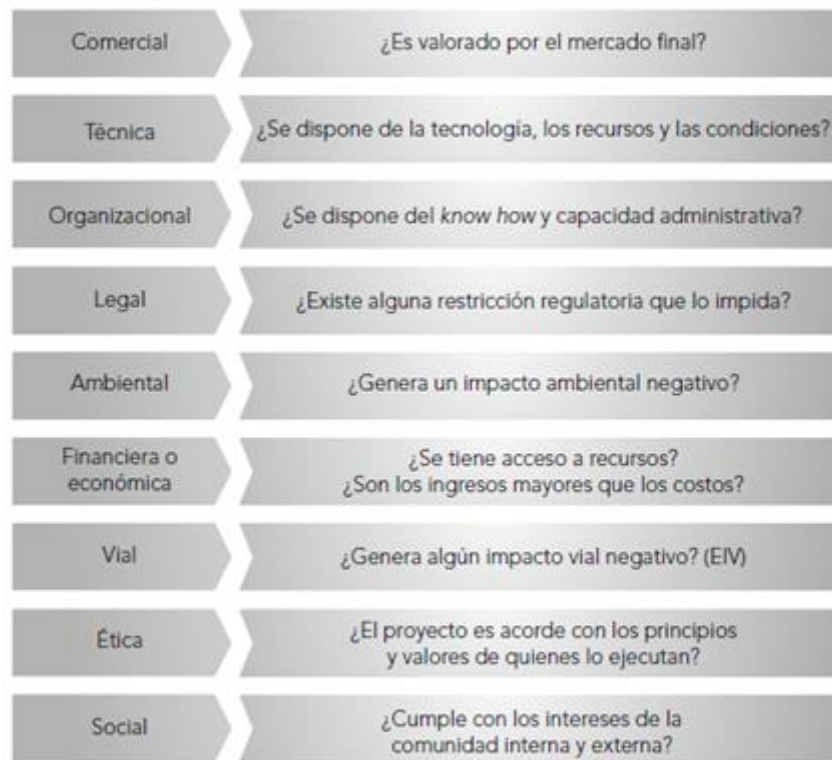 Comercial
¿Es valorado por el mercado final?
Técnica
¿Se dispone de la tecnología, los recursos y las condiciones?
Organizacional
¿Se dispone del know how y capacidad administrativa?
Legal
¿Existe alguna restricción regulatoria que lo impida?
Ambiental
¿Genera un impacto ambiental negativo?
Financiera o
económica
¿Se tiene acceso a recursos?
¿Son los ingresos mayores que los costos?
Vial
¿Genera algún impacto vial negativo? (EIV)
Ética
¿El proyecto es acorde con los principios
y valores de quienes lo ejecutan?
Social
¿Cumple con los intereses de la
comunidad interna y externa?